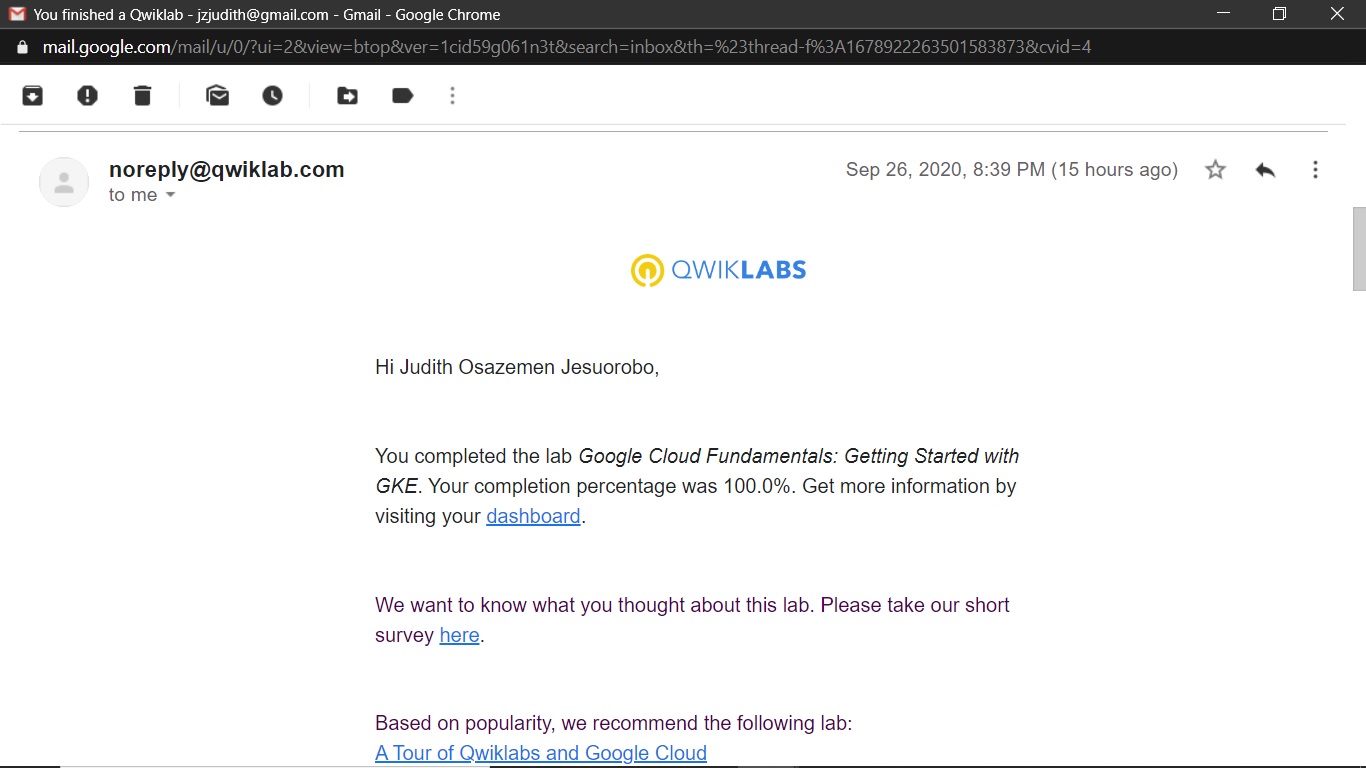 You finished a Qwiklab - jzjudith@gmail.com - Gmail - Google Chrome
mail.google.com/mail/u/0/?ui=2&view=btop&ver=1cid59g061n3t&search=inbox&th=%23thread-f%3A1678922263501583873&cvid=4
noreply@qwiklab.com
Sep 26, 2020, 8:39 PM (15 hours ago)
to me
QWIKLABS
Hi Judith Osazemen Jesuorobo,
You completed the lab Google Cloud Fundamentals: Getting Started with
GKE. Your completion percentage was 100.0%. Get more information by
visiting your dashboard.
We want to know what you thought about this lab. Please take our short
survey here.
Based on popularity, we recommend the following lab:
A Tour of Qwiklabs and Google Cloud